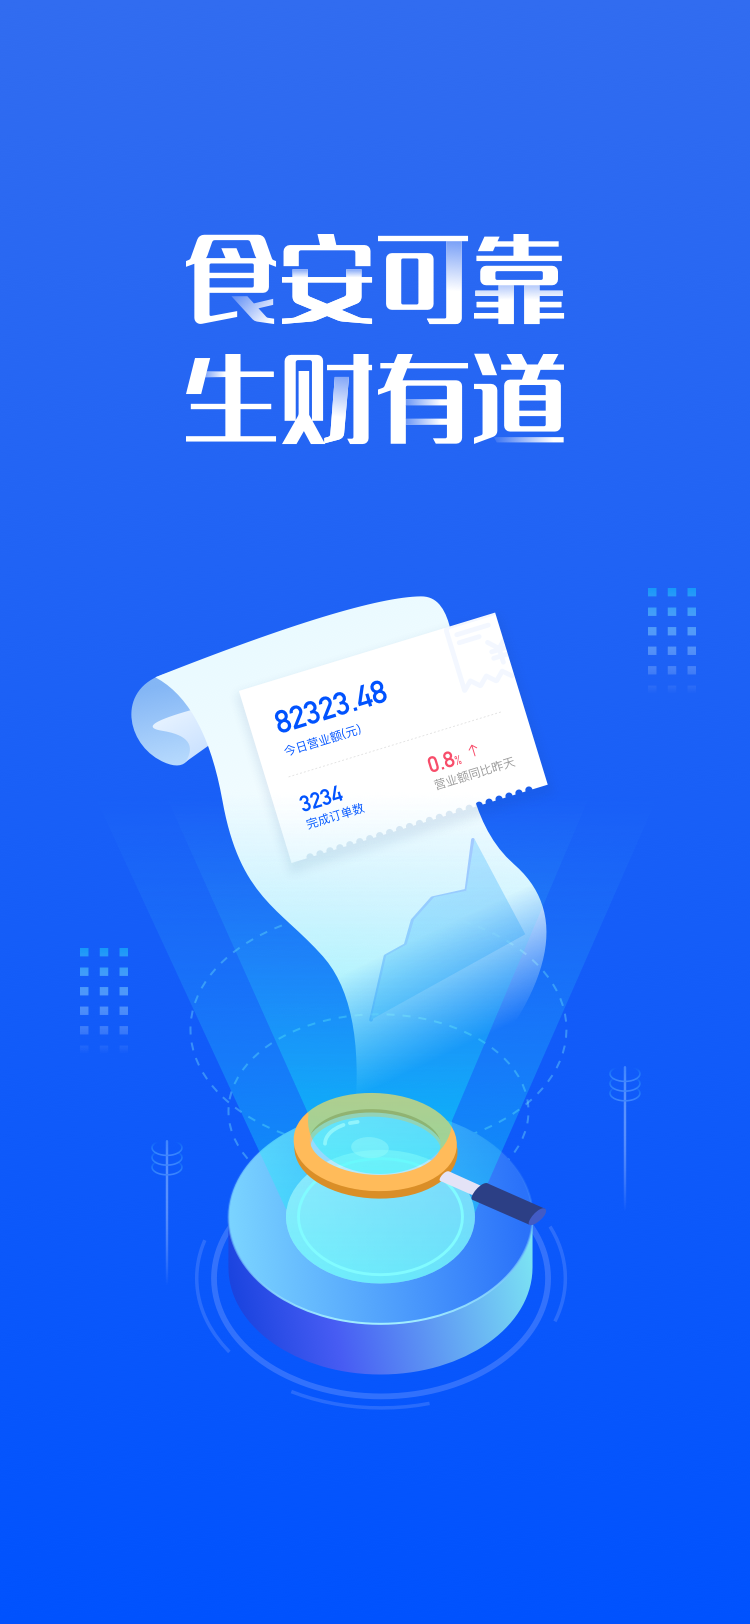 食安可靠
生财有道
82323.48
今日营业额(元)
3234
完成订单数
0.8% ↑
营业额同比昨天
¥